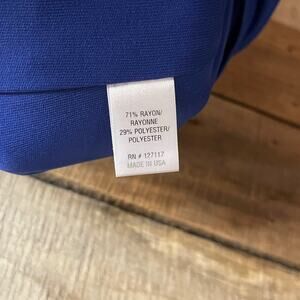 71% RAYON/
RAYONNE
29% POLYESTER/
POLYESTER
RN # 127117
MADE IN USA